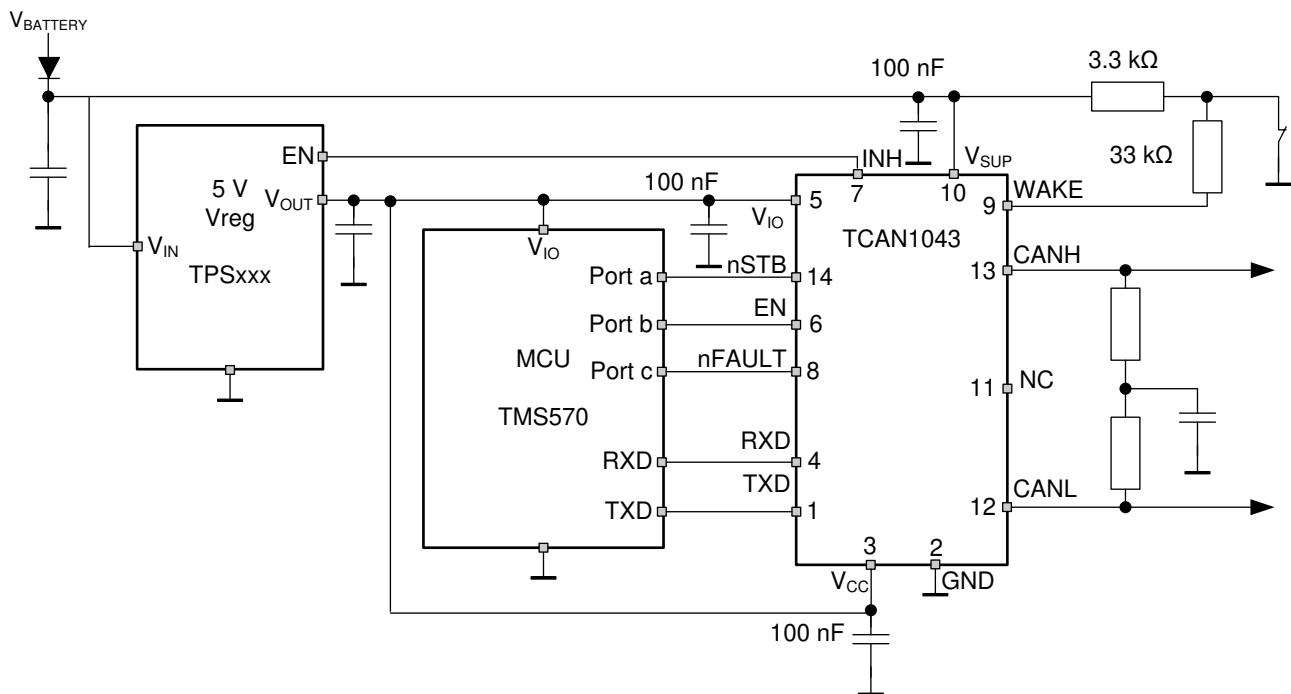 VBATTERY
100 nF
3.3 kΩ
33 kΩ
EN
5 V
Vreg
VOUT
VIN
TPSxxx
100 nF
INH
7
VSUP
10
WAKE
9
VIO
5
VIO
TCAN1043
CANH
13
Port a
nSTB
14
Port b
EN
6
MCU
Port c
nFAULT
8
NC
11
TMS570
RXD
RXD
4
TXD
TXD
1
CANL
12
3
2
VCC
GND
100 nF